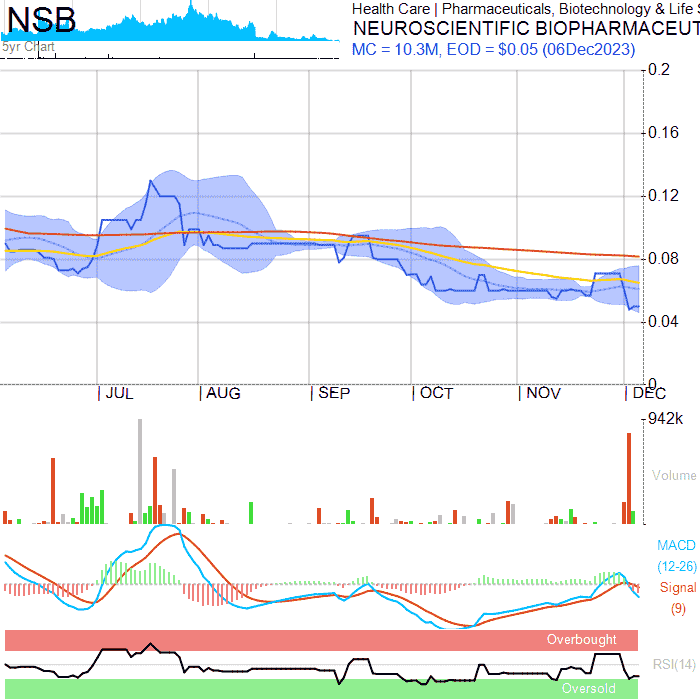 NSB
5yr Chart
Health Care | Pharmaceuticals, Biotechnology & Life
NEUROSCIENTIFIC BIOPHARMACEUT
MC = 10.3M, EOD = $0.05 (06Dec2023)
0.2
0.16
0.12
0.08
0.04
0
JUL
AUG
SEP
OCT
NOV
DEC
942k
Volume
MACD
(12-26)
Signal
(9)
Overbought
RSI(14)
Oversold